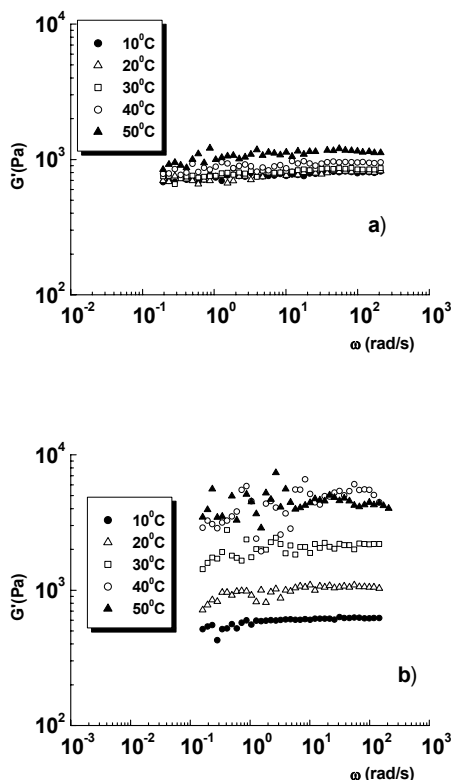 10⁴
10⁰C
20⁰C
30⁰C
40⁰C
50⁰C
G'(Pa)
10³
a)
10²
10⁻² 10⁻¹ 10⁰ 10¹ 10² 10³
ω (rad/s)
10⁴
10⁰C
20⁰C
30⁰C
40⁰C
50⁰C
G'(Pa)
10³
b)
10²
10⁻³ 10⁻² 10⁻¹ 10⁰ 10¹ 10² 10³
ω (rad/s)